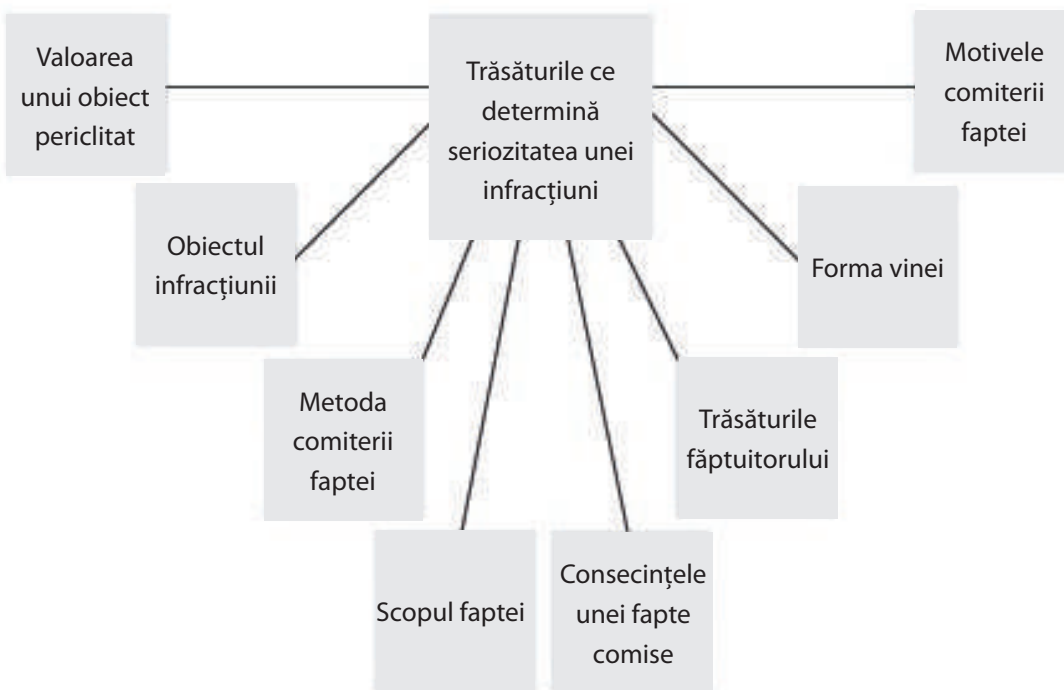 Valoarea
unui obiect
periclitat
Trăsăturile ce
determină
seriozitatea unei
infracțiuni
Motivele
comiterii
faptei
Obiectul
infracțiunii
Forma vinei
Metoda
comiterii
faptei
Trăsăturile
făptuitorului
Scopul faptei
Consecințele
unei fapte
comise